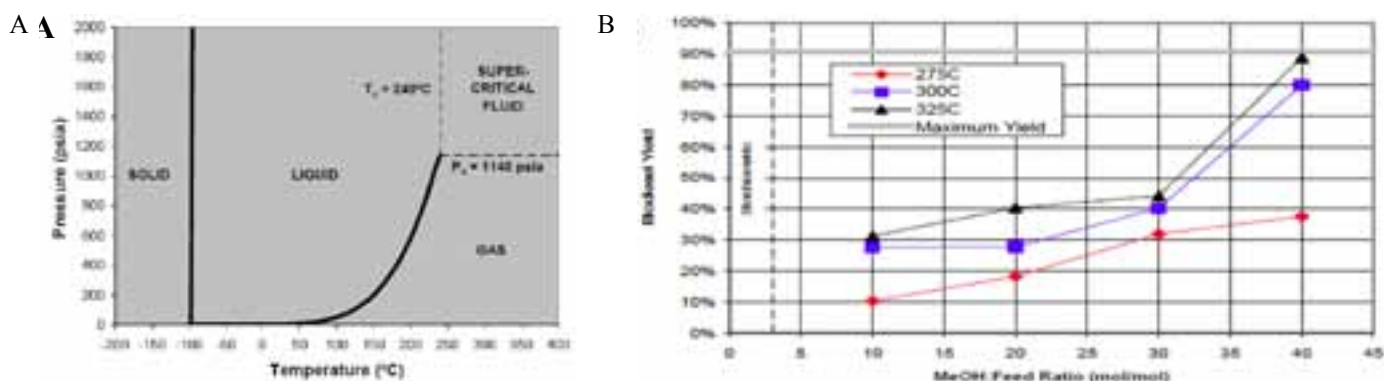 A
A
B
2000
1800
1600
1400
1200
1000
800
600
400
200
0
Pressure (psia)
SOLID
LIQUID
GAS
SUPER-
CRITICAL
FLUID
Tc = 240°C
Pc = 1140 psia
-200 -150 -100 -50 0 50 100 150 200 250 300 350 400
Temperature (°C)
100%
90%
80%
70%
60%
50%
40%
30%
20%
10%
0%
Biodiesel Yield
Stoichiometric
275C
300C
325C
Maximum Yield
0 5 10 15 20 25 30 35 40 45
MeOH:Feed Ratio (mol/mol)